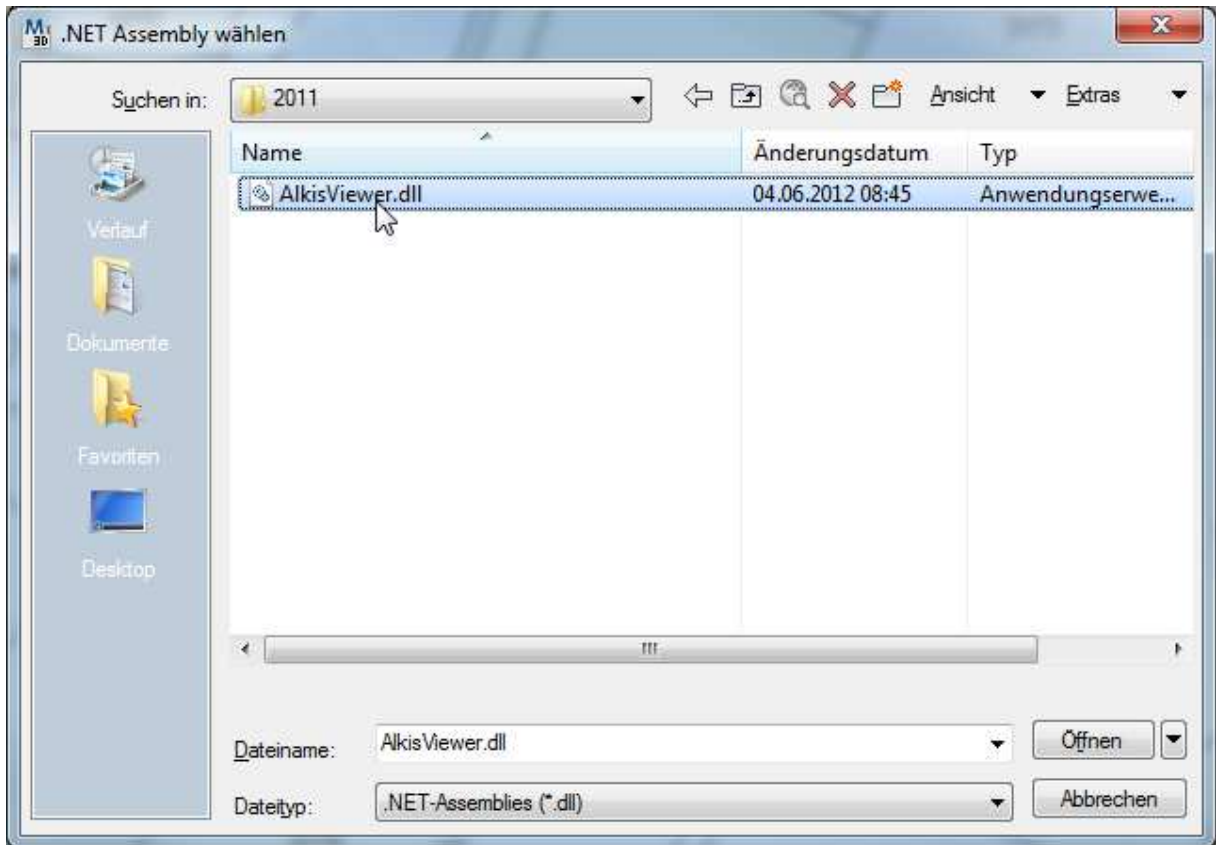 M 3D .NET Assembly wählen
Suchen in: 2011 Ansicht Extras
Name Änderungsdatum Typ
AlkisViewer.dll 04.06.2012 08:45 Anwendungserwe...
Verlauf
Dokumente
Favoriten
Desktop
Dateiname: AlkisViewer.dll Öffnen
Dateityp: .NET-Assemblies (*.dll) Abbrechen